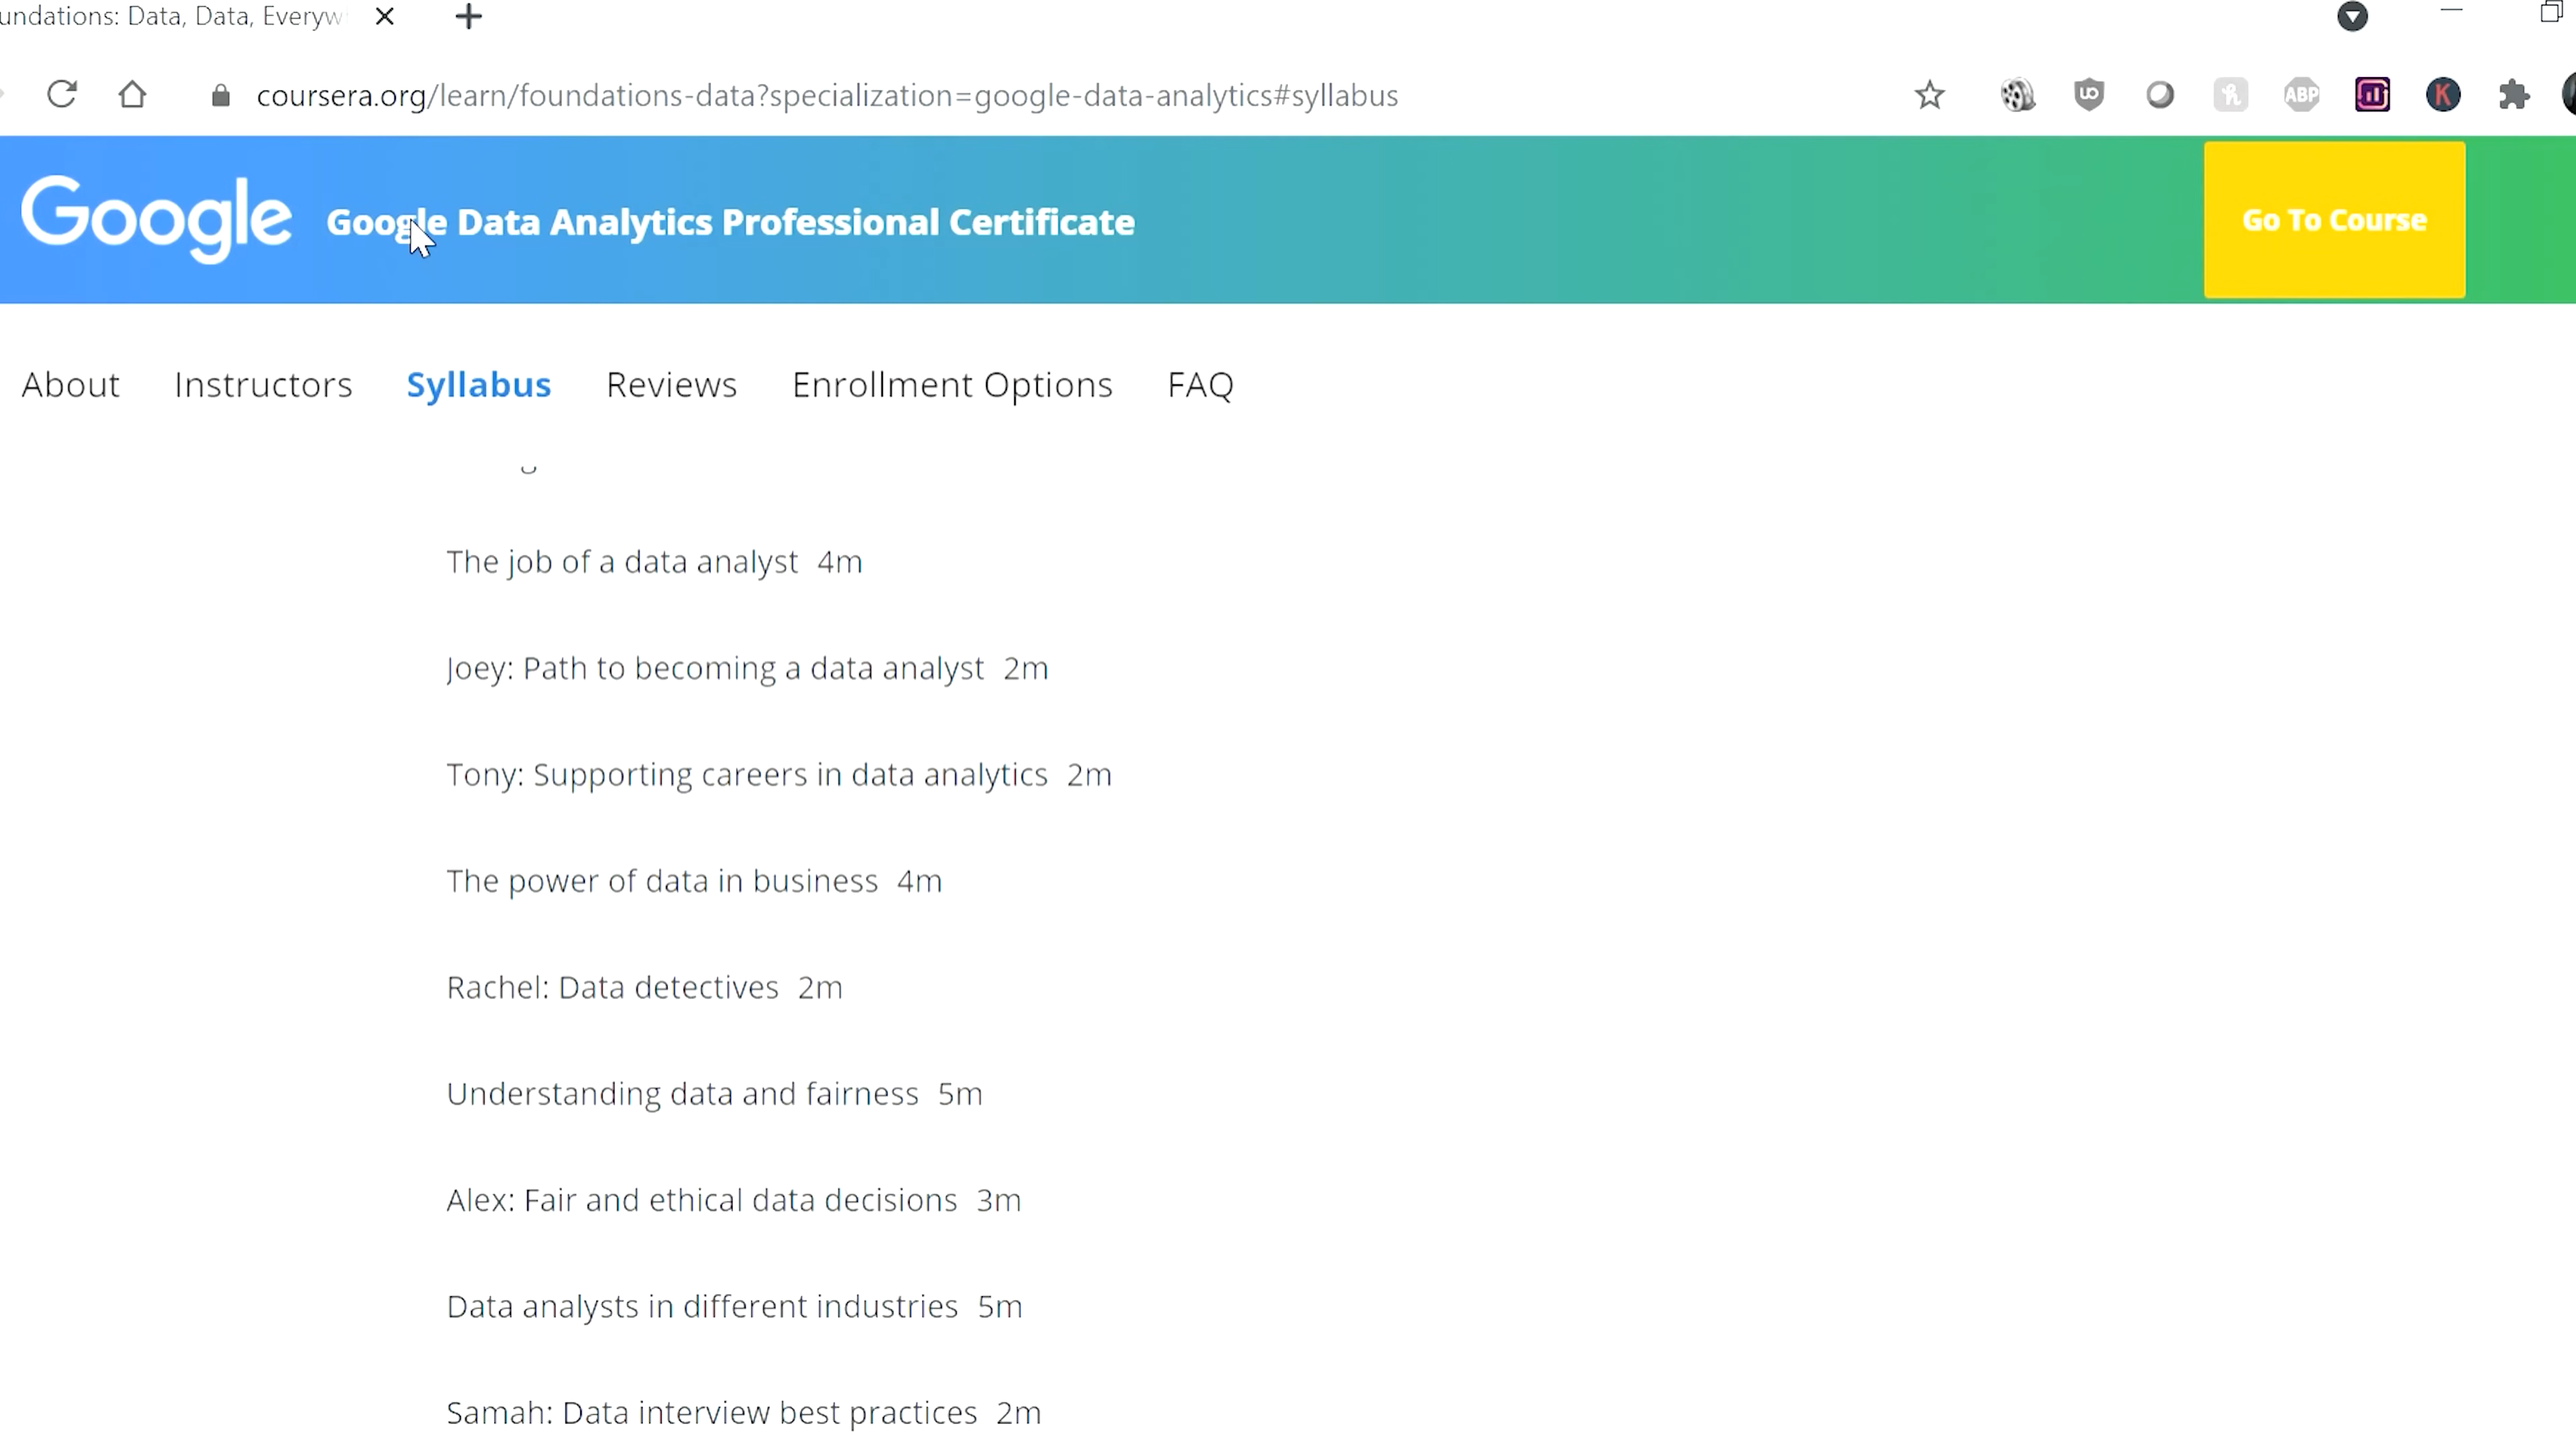 undations: Data, Data, Everyw
coursera.org/learn/foundations-data?specialization=google-data-analytics#syllabus
UO
ABP
K
Google
Google Data Analytics Professional Certificate
Go To Course
About Instructors Syllabus Reviews Enrollment Options FAQ
The job of a data analyst 4m
Joey: Path to becoming a data analyst 2m
Tony: Supporting careers in data analytics 2m
The power of data in business 4m
Rachel: Data detectives 2m
Understanding data and fairness 5m
Alex: Fair and ethical data decisions 3m
Data analysts in different industries 5m
Samah: Data interview best practices 2m